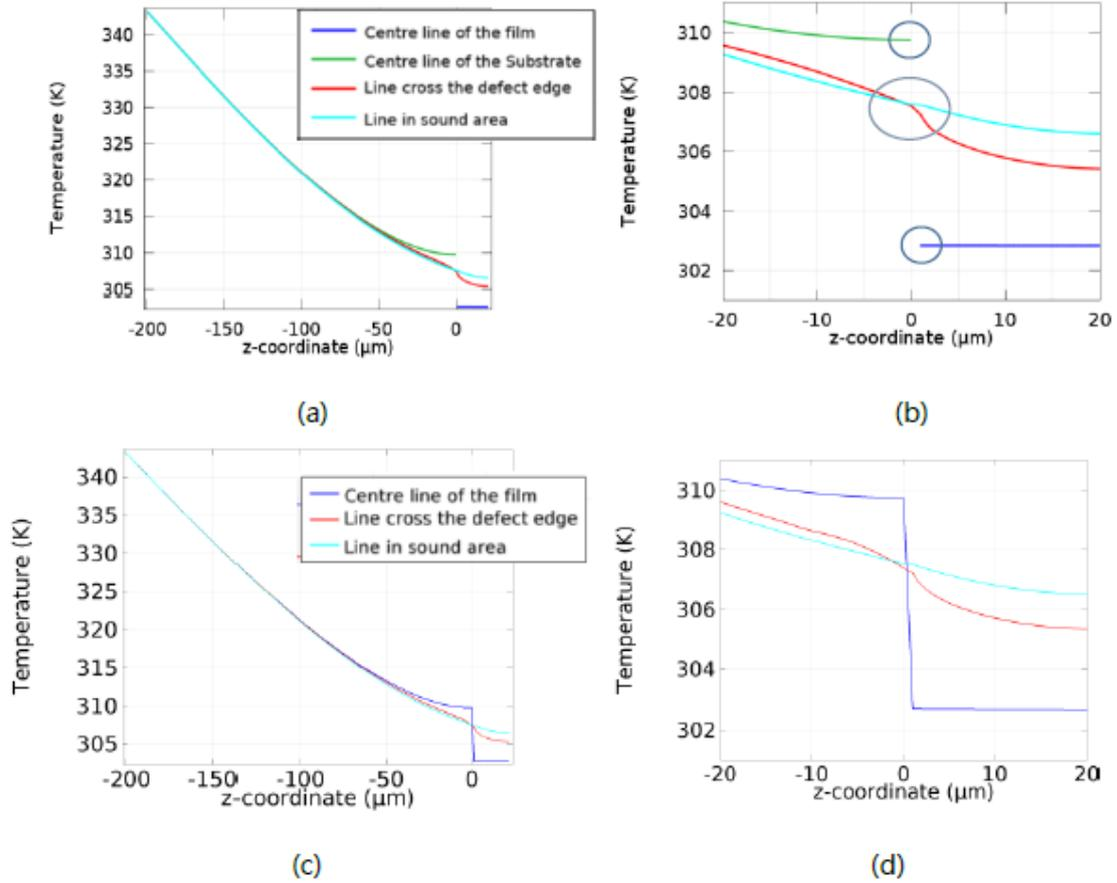 340
335
330
325
320
315
310
305
Temperature (K)
Centre line of the film
Centre line of the Substrate
Line cross the defect edge
Line in sound area
-200 -150 -100 -50 0
z-coordinate (μm)
(a)
310
308
306
304
302
Temperature (K)
-20 -10 0 10 20
z-coordinate (μm)
(b)
340
335
330
325
320
315
310
305
Temperature (K)
Centre line of the film
Line cross the defect edge
Line in sound area
-200 -150 -100 -50 0
z-coordinate (μm)
(c)
310
308
306
304
302
Temperature (K)
-20 -10 0 10 20
z-coordinate (μm)
(d)